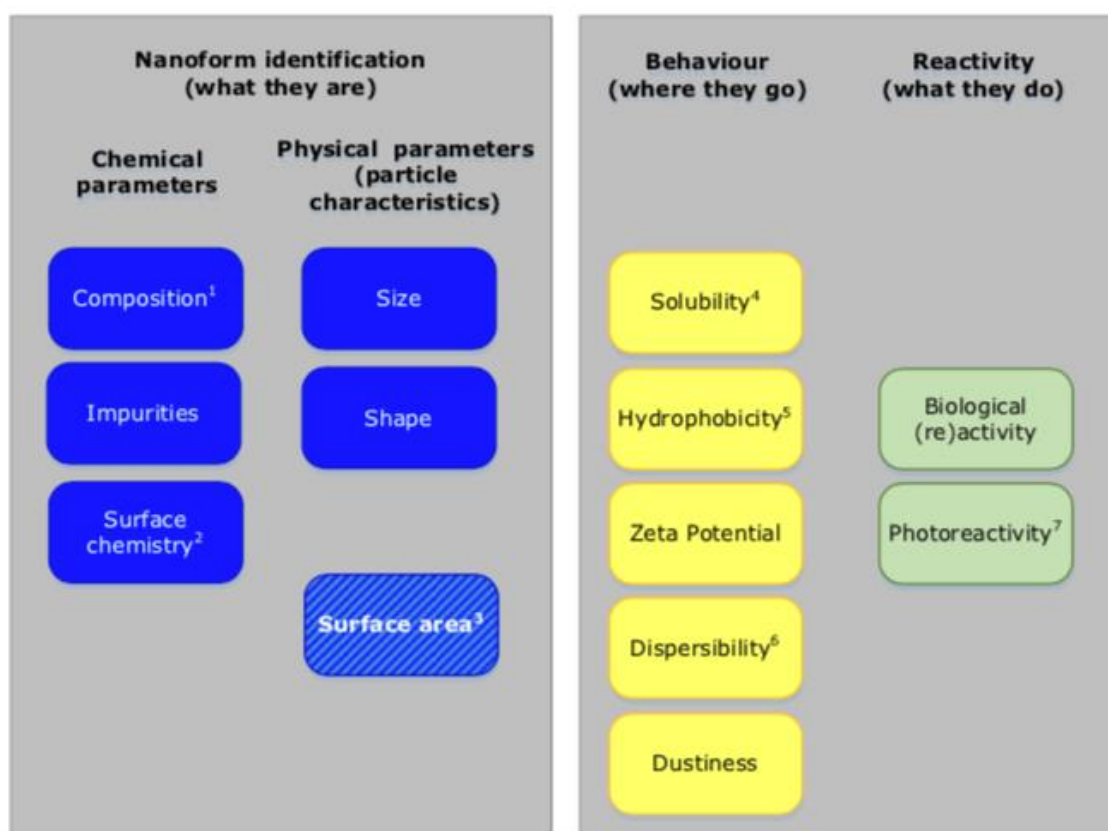 Nanoform identification
(what they are)
Chemical
parameters
Physical parameters
(particle
characteristics)
Composition¹
Size
Impurities
Shape
Surface
chemistry²
Surface area³
Behaviour
(where they go)
Reactivity
(what they do)
Solubility⁴
Hydrophobicity⁵
Biological
(re)activity
Zeta Potential
Photoreactivity⁷
Dispersibility⁶
Dustiness